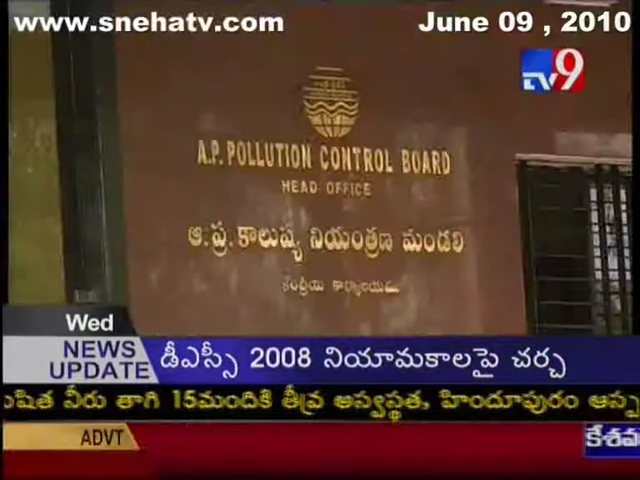 www.snehatv.com
June 09 , 2010
tv9
A.P. POLLUTION CONTROL BOARD
HEAD OFFICE
ఆ.ప్ర. కాలుష్య నియంత్రణ మండలి
కేంద్రీయ కార్యాలయము
Wed
NEWS UPDATE
డీఎస్సీ 2008 నియామకాలపై చర్చ
నీరు తాగి 15మందికి తీవ్ర అస్వస్థత, హిందూపురం
ADVT